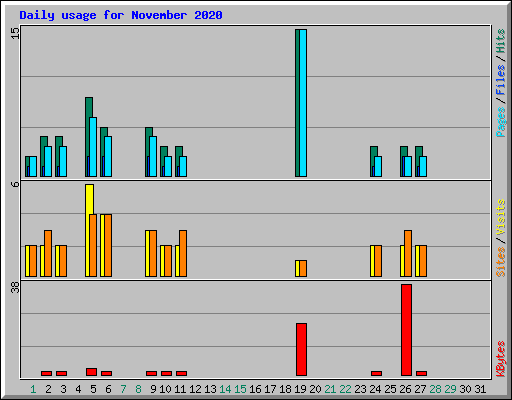 Daily usage for November 2020
15
6
38
Pages / Files / Hits
Sites / Visits
KBytes
1 2 3 4 5 6 7 8 9 10 11 12 13 14 15 16 17 18 19 20 21 22 23 24 25 26 27 28 29 30 31